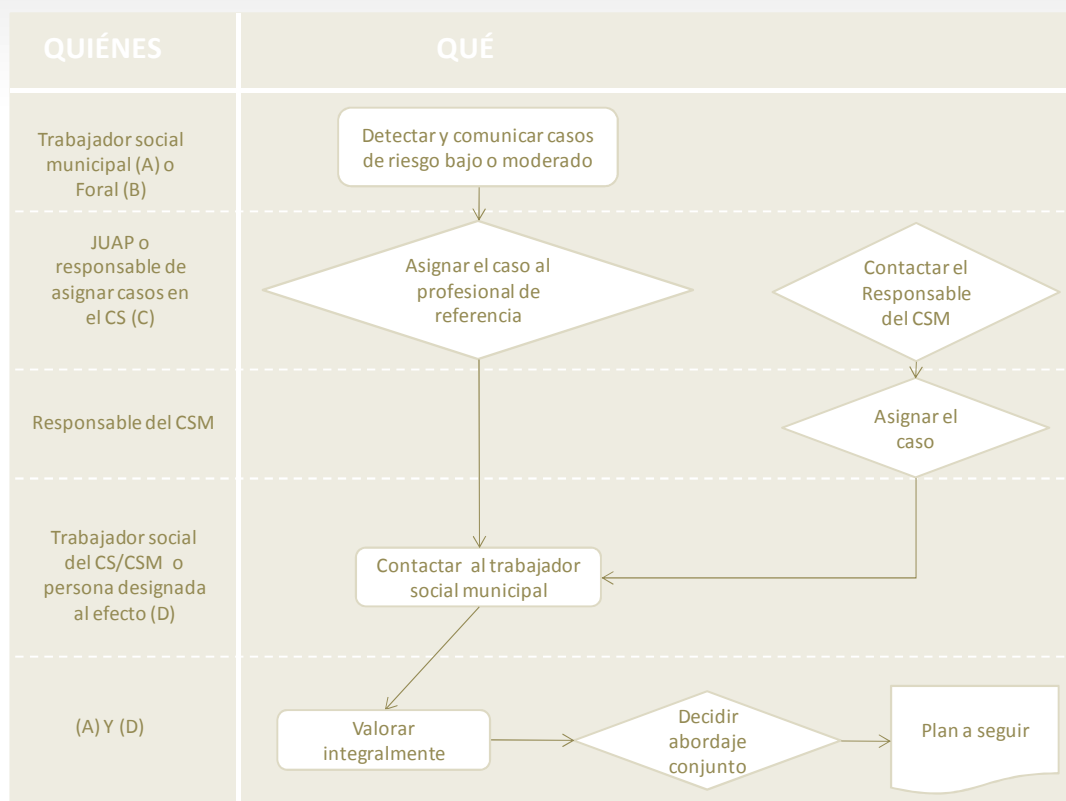 QUIÉNES
QUÉ
Trabajador social
municipal (A) o
Foral (B)
Detectar y comunicar casos
de riesgo bajo o moderado
JUAP o
responsable de
asignar casos en
el CS (C)
Asignar el caso al
profesional de
referencia
Contactar el
Responsable
del CSM
Responsable del CSM
Asignar el
caso
Trabajador social
del CS/CSM o
persona designada
al efecto (D)
Contactar al trabajador
social municipal
(A) Y (D)
Valorar
integralmente
Decidir
abordaje
conjunto
Plan a seguir